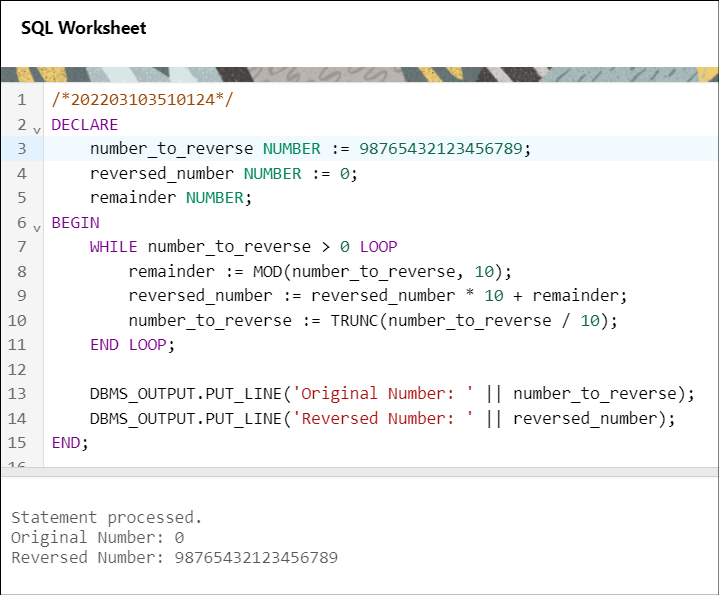 SQL Worksheet
1 /*202203103510124*/
2 DECLARE
3 number_to_reverse NUMBER := 98765432123456789;
4 reversed_number NUMBER := 0;
5 remainder NUMBER;
6 BEGIN
7 WHILE number_to_reverse > 0 LOOP
8 remainder := MOD(number_to_reverse, 10);
9 reversed_number := reversed_number * 10 + remainder;
10 number_to_reverse := TRUNC(number_to_reverse / 10);
11 END LOOP;
12
13 DBMS_OUTPUT.PUT_LINE('Original Number: ' || number_to_reverse);
14 DBMS_OUTPUT.PUT_LINE('Reversed Number: ' || reversed_number);
15 END;
16
Statement processed.
Original Number: 0
Reversed Number: 98765432123456789